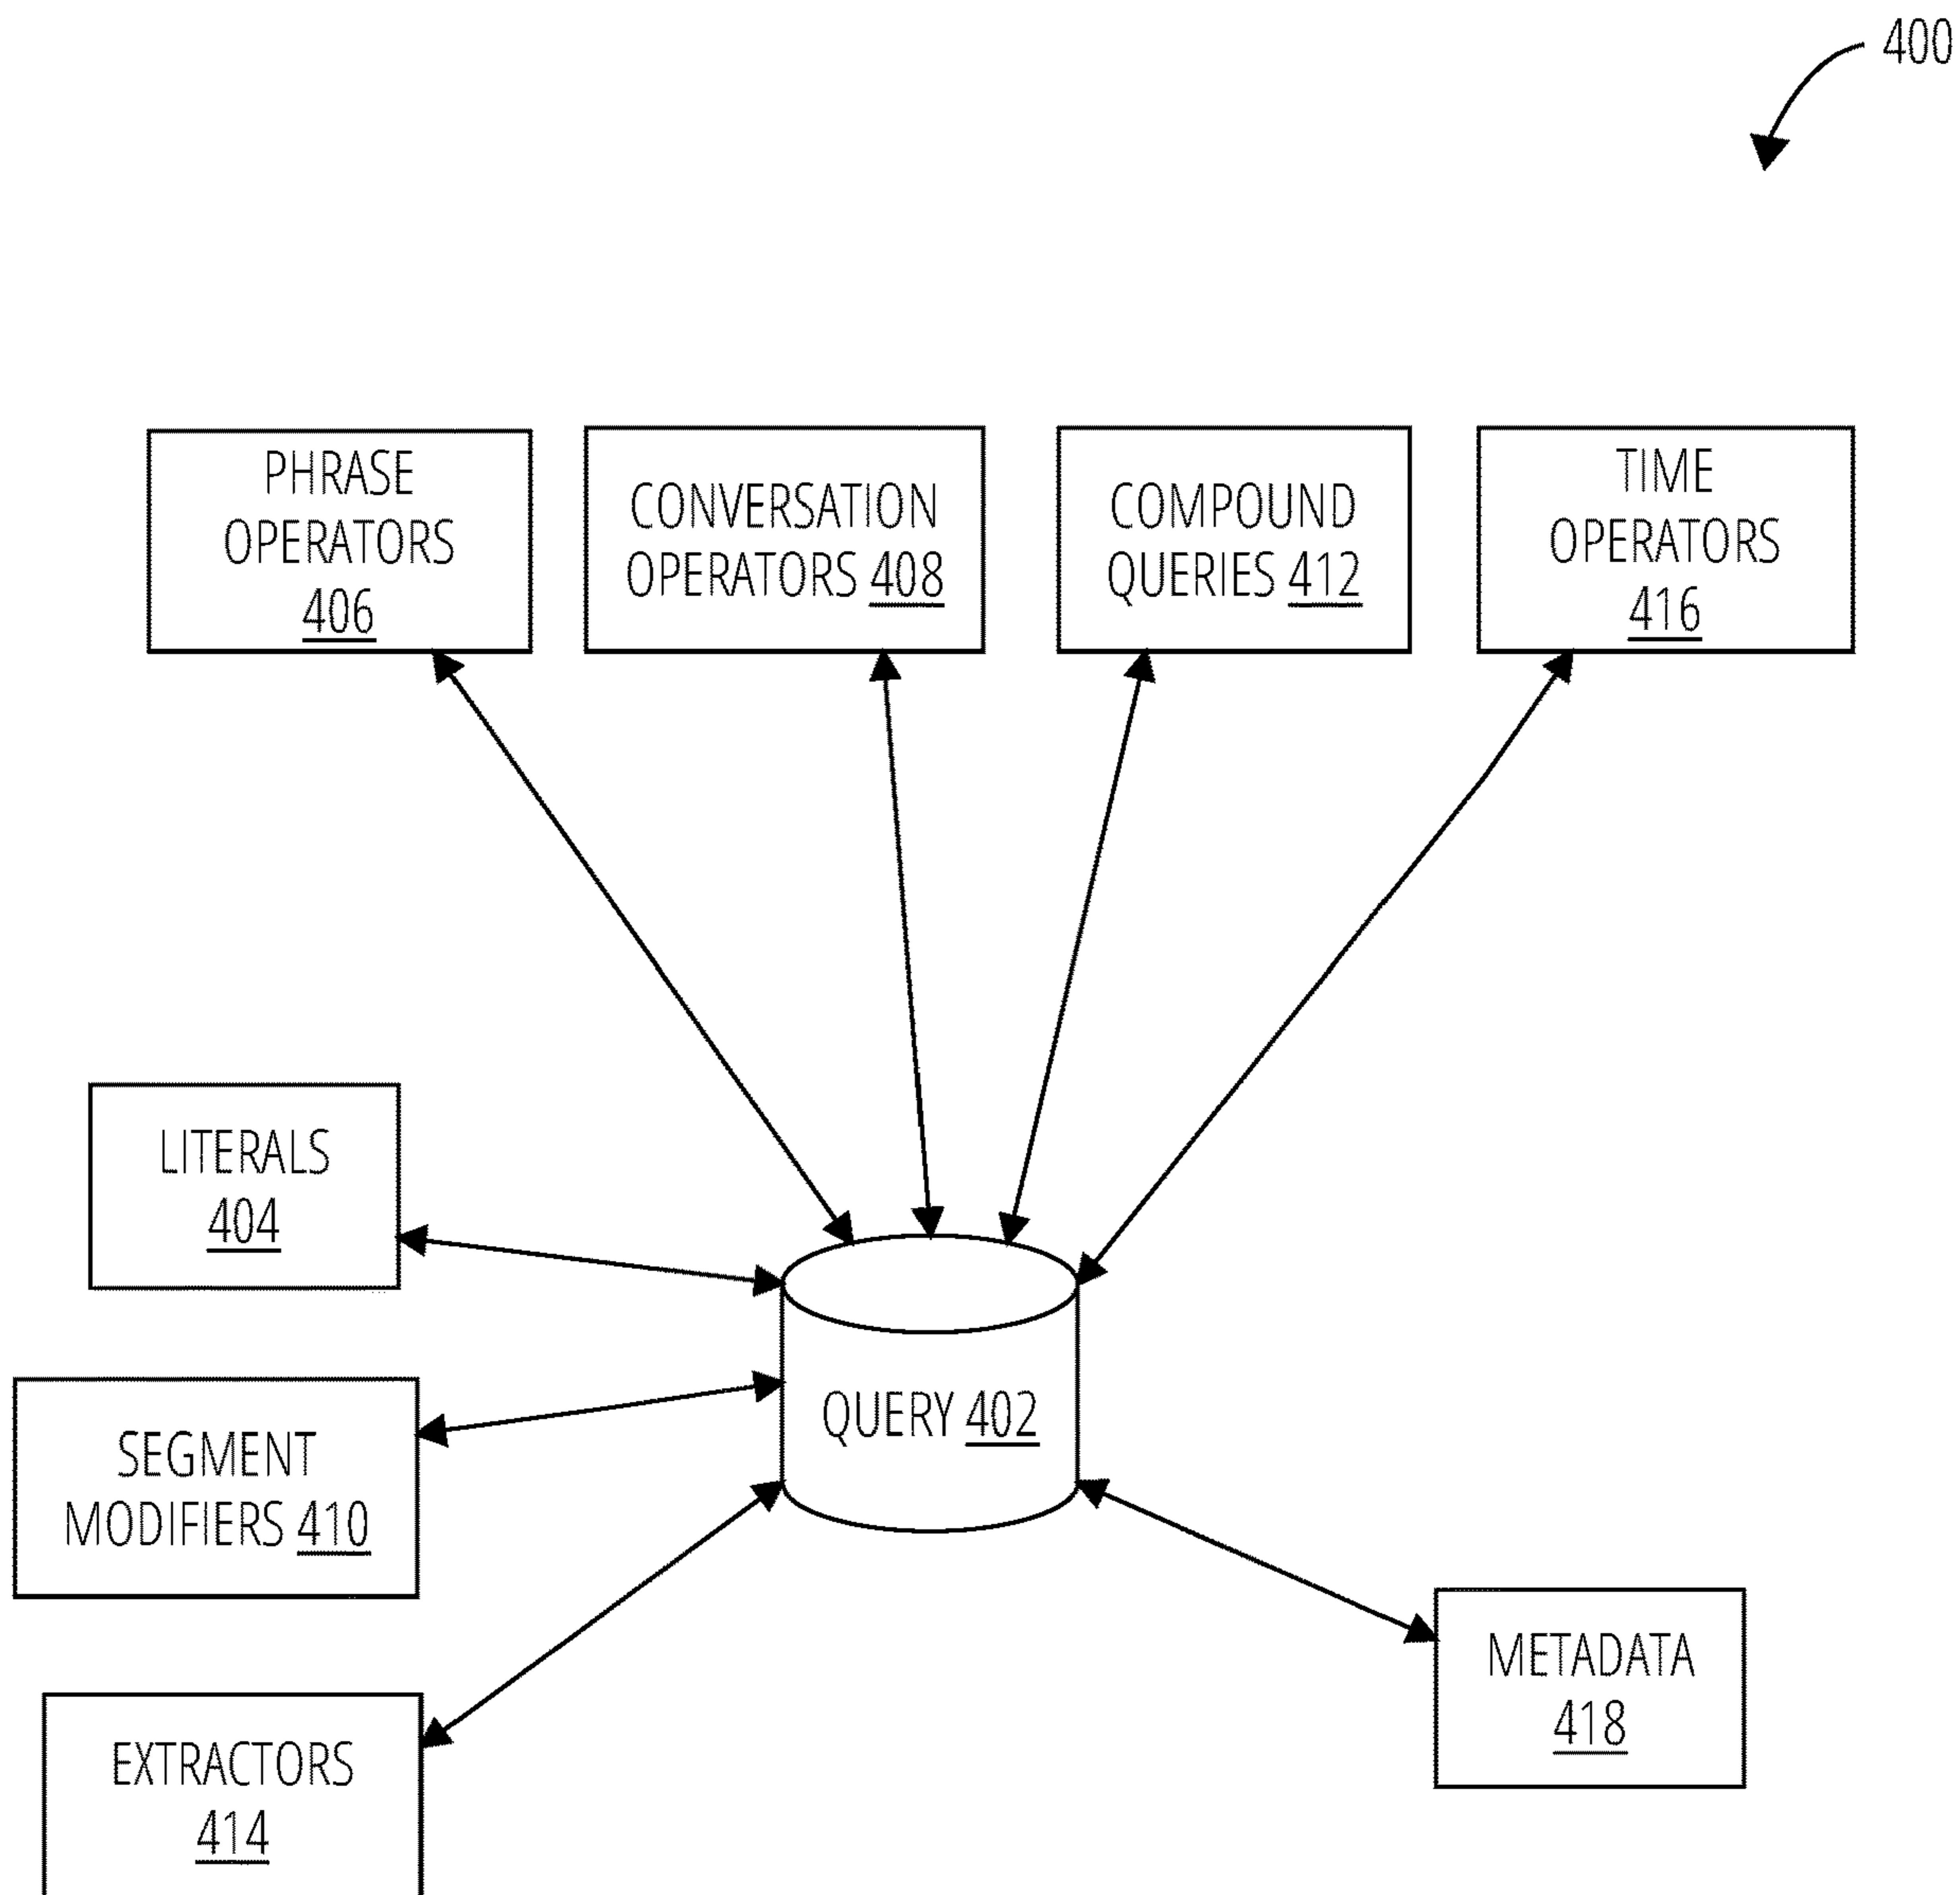 400
PHRASE
OPERATORS
406
CONVERSATION
OPERATORS 408
COMPOUND
QUERIES 412
TIME
OPERATORS
416
LITERALS
404
SEGMENT
MODIFIERS 410
EXTRACTORS
414
QUERY 402
METADATA
418